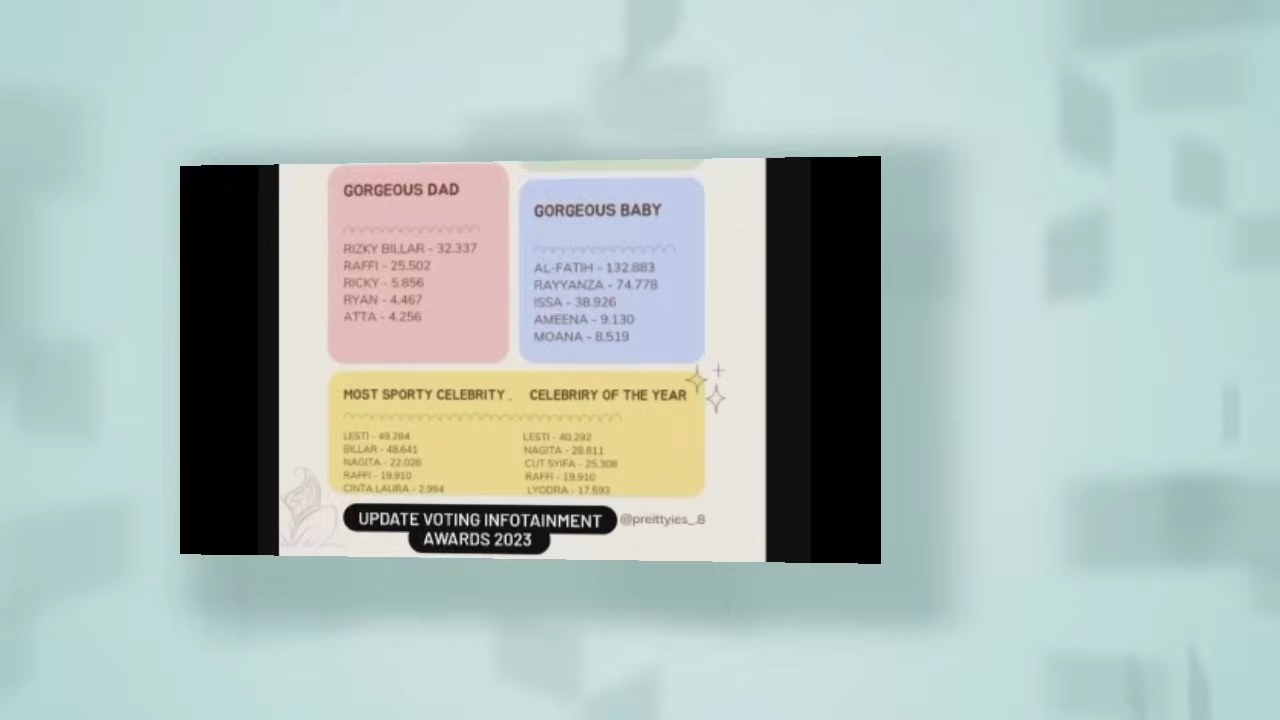 GORGEOUS DAD
RIZKY BILLAR - 32.337
RAFFI - 25.502
RICKY - 5.856
RYAN - 4.467
ATTA - 4.256
GORGEOUS BABY
AL-FATIH - 132.883
RAYYANZA - 74.778
ISSA - 38.926
AMEENA - 9.130
MOANA - 8.519
MOST SPORTY CELEBRITY.
LESTI - 49.284
BILLAR - 48.641
NAGITA - 22.026
RAFFI - 19.910
CINTA LAURA - 2.994
CELEBRIRY OF THE YEAR
LESTI - 40.292
NAGITA - 28.811
CUT SYIFA - 25.308
RAFFI - 19.910
LYODRA - 17.593
UPDATE VOTING INFOTAINMENT
AWARDS 2023
@preittyies_.8